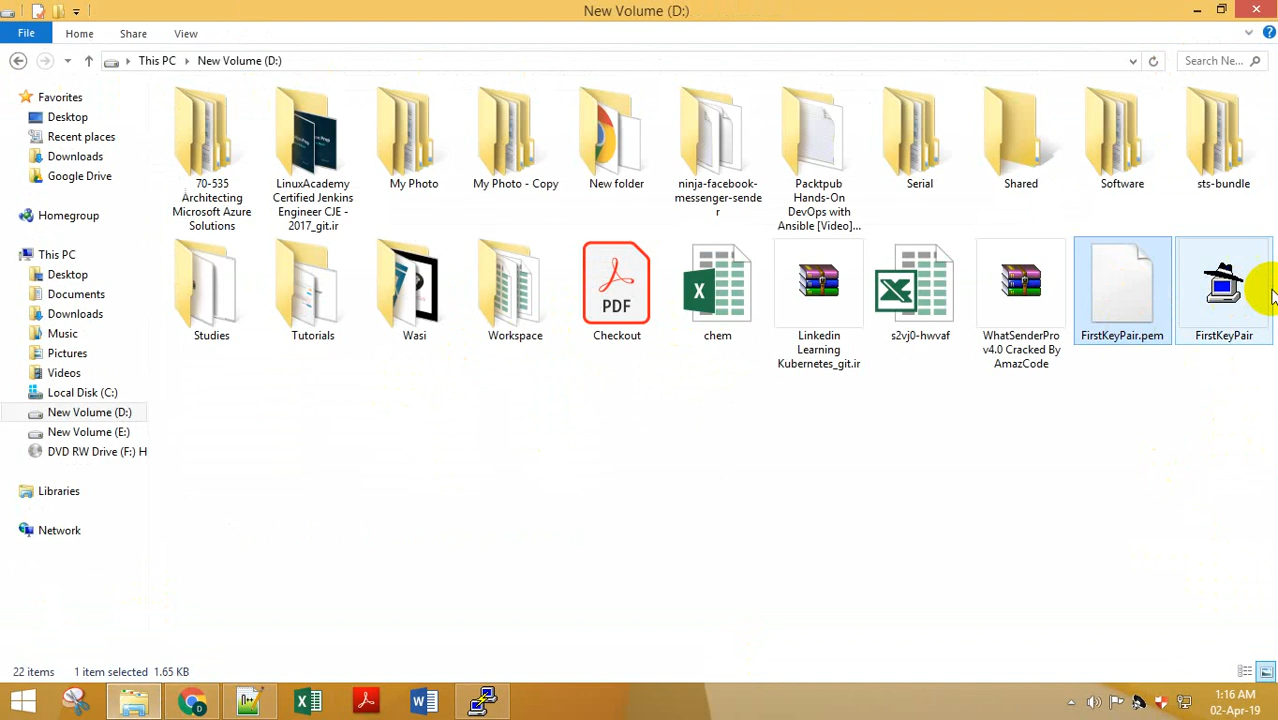 New Volume (D:)
File Home Share View
This PC New Volume (D:) Search Ne...
Favorites
Desktop
Recent places
Downloads
Google Drive
Homegroup
This PC
Desktop
Documents
Downloads
Music
Pictures
Videos
Local Disk (C:)
New Volume (D:)
New Volume (E:)
DVD RW Drive (F:) H
Libraries
Network
70-535
Architecting
Microsoft Azure
Solutions
LinuxAcademy
Certified Jenkins
Engineer CJE -
2017_git.ir
My Photo
My Photo - Copy
New folder
ninja-facebook-
messenger-sende
r
Packtpub
Hands-On
DevOps with
Ansible [Video]...
Serial
Shared
Software
sts-bundle
Studies
Tutorials
Wasi
Workspace
PDF
Checkout
chem
Linkedin
Learning
Kubernetes_git.ir
s2vj0-hwvaf
WhatSenderPro
v4.0 Cracked By
AmazCode
FirstKeyPair.pem
FirstKeyPair
22 items 1 item selected 1.65 KB
1:16 AM
02-Apr-19